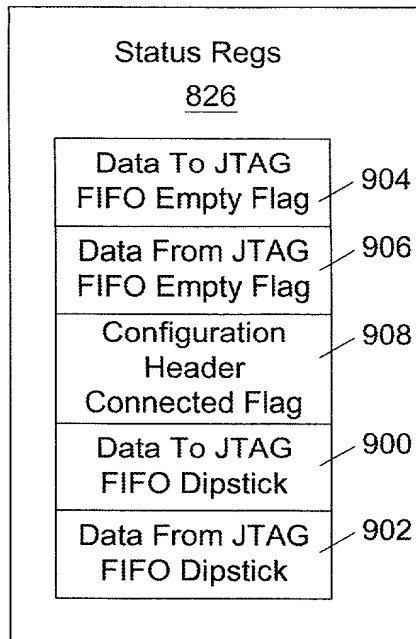 Status Regs
826
Data To JTAG
FIFO Empty Flag
904
Data From JTAG
FIFO Empty Flag
906
Configuration
Header
Connected Flag
908
Data To JTAG
FIFO Dipstick
900
Data From JTAG
FIFO Dipstick
902